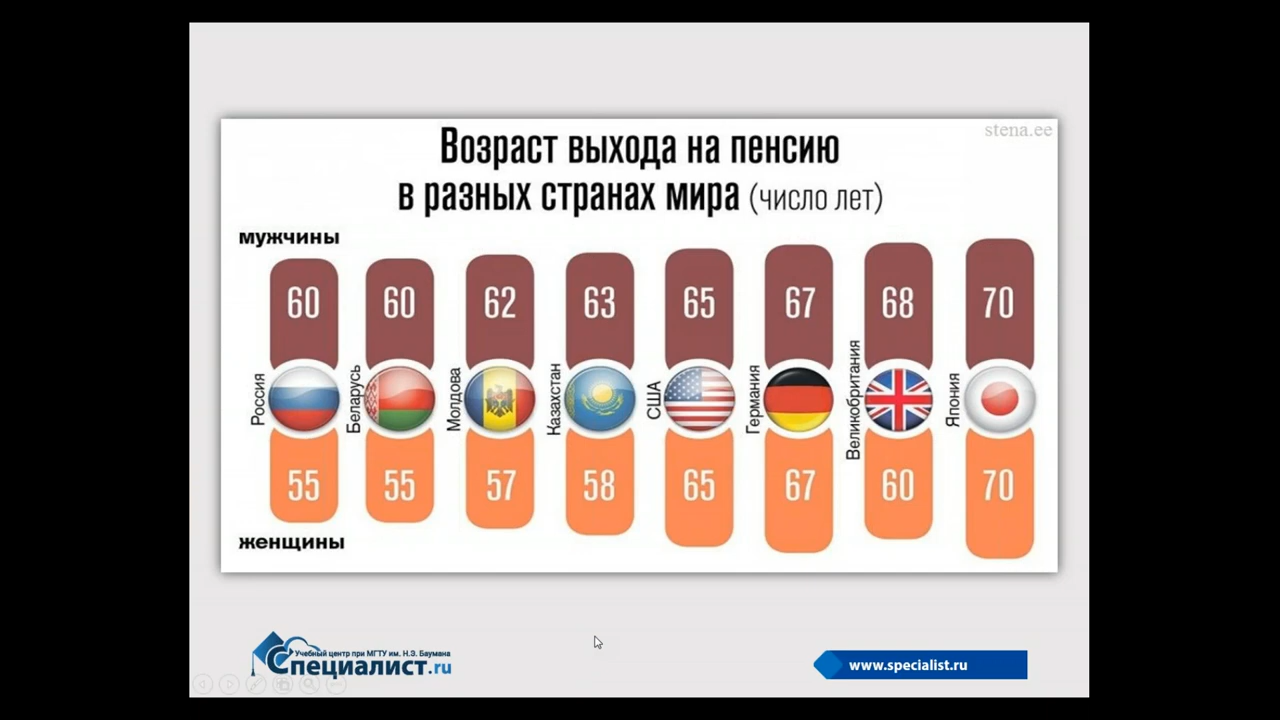 stena.ee
Возраст выхода на пенсию
в разных странах мира (число лет)
мужчины
60 60 62 63 65 67 68 70
Россия Беларусь Молдова Казахстан США Германия Великобритания Япония
55 55 57 58 65 67 60 70
женщины
Учебный центр при МГТУ им. Н.Э. Баумана
Специалист.ru
www.specialist.ru